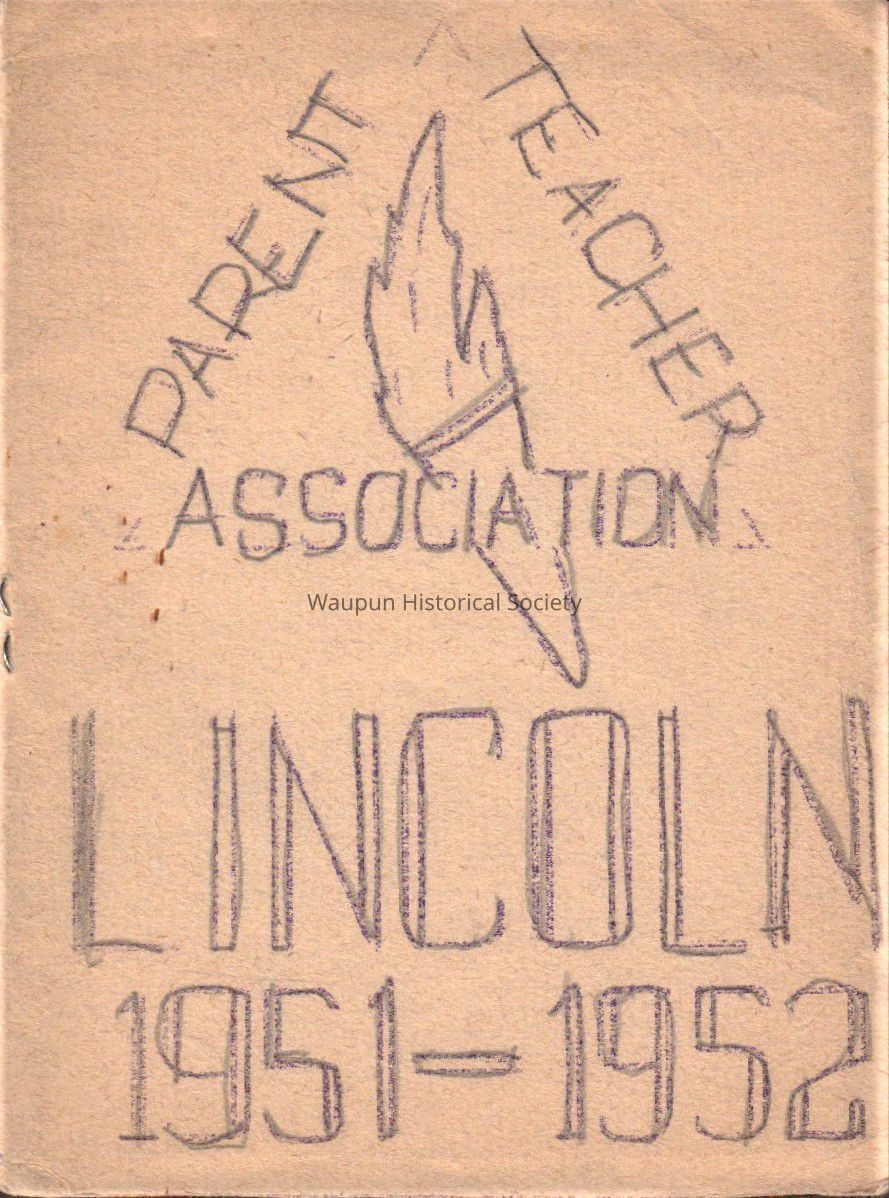 PARENT
TEACHER
ASSOCIATION
Waupun Historical Society
LINCOLN
1951-1952